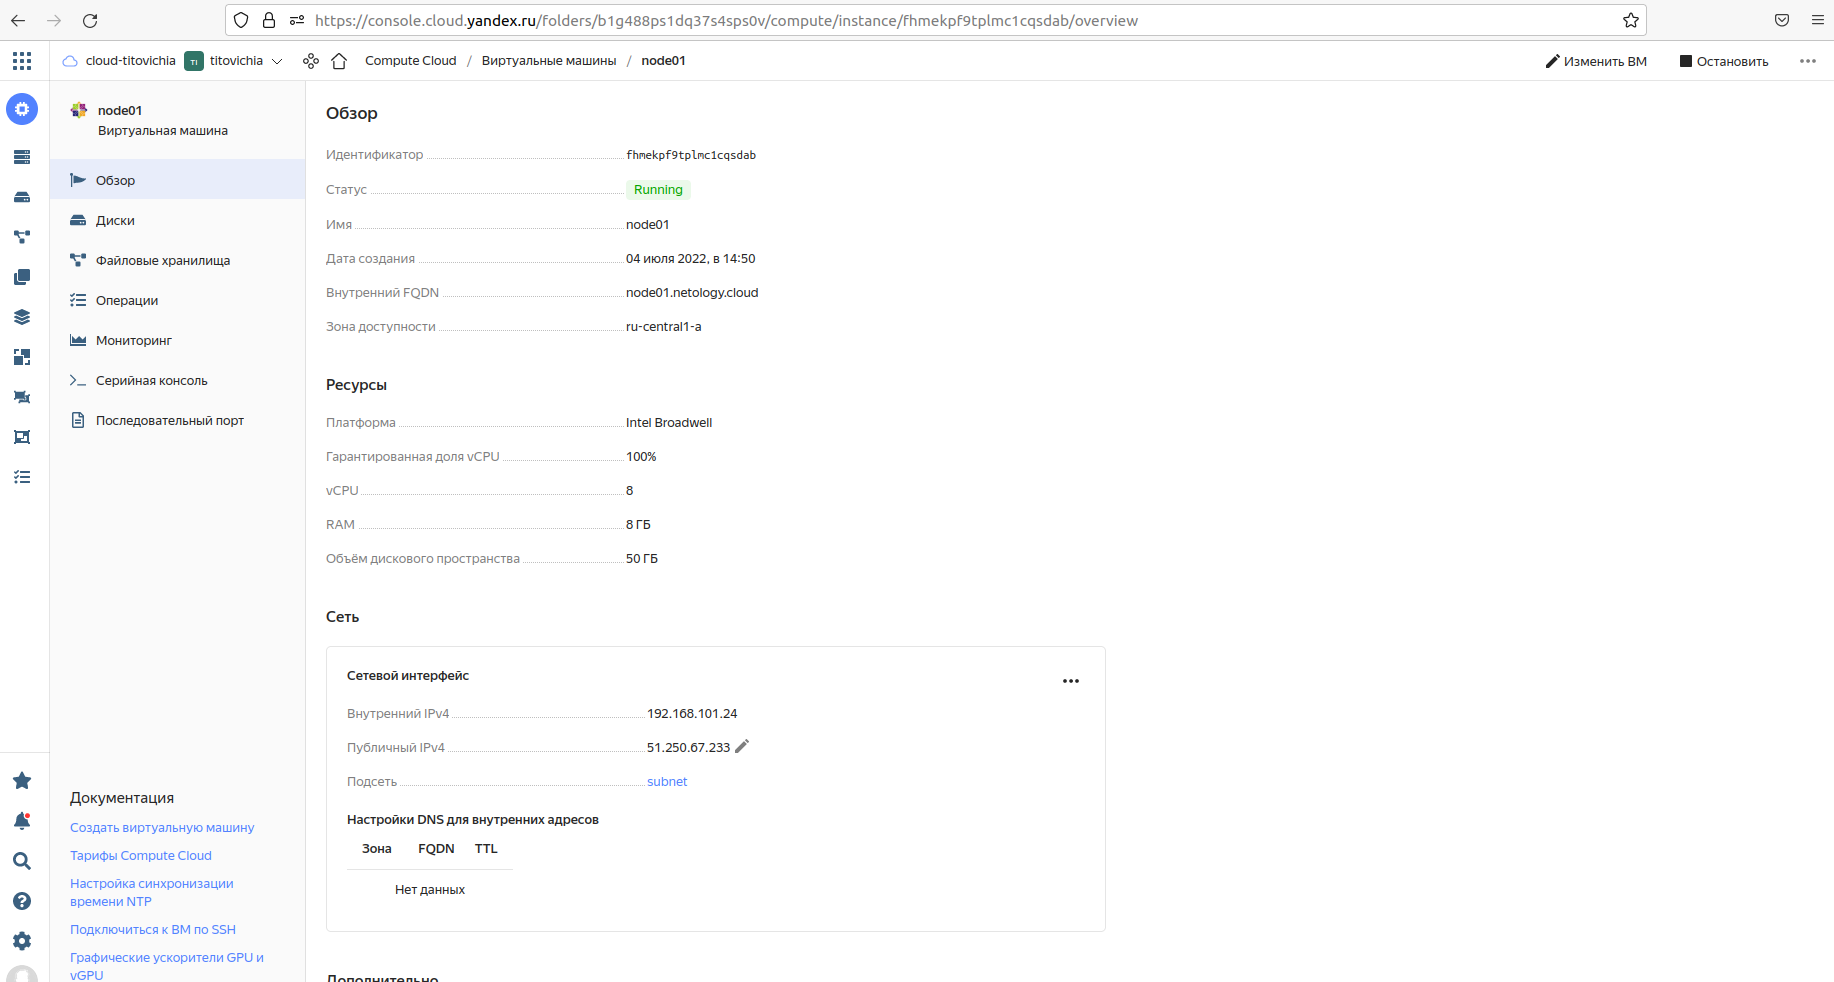 https://console.cloud.yandex.ru/folders/b1g488ps1dq37s4sps0v/compute/instance/fhmekpf9tplmc1cqsdab/overview
cloud-titovichia TI titovichia Compute Cloud / Виртуальные машины / node01 Изменить ВМ Остановить
node01
Виртуальная машина
Обзор
Диски
Файловые хранилища
Операции
Мониторинг
Серийная консоль
Последовательный порт
Документация
Создать виртуальную машину
Тарифы Compute Cloud
Настройка синхронизации
времени NTP
Подключиться к ВМ по SSH
Графические ускорители GPU и
vGPU
Обзор
Идентификатор fhmekpf9tplmc1cqsdab
Статус Running
Имя node01
Дата создания 04 июля 2022, в 14:50
Внутренний FQDN node01.netology.cloud
Зона доступности ru-central1-a
Ресурсы
Платформа Intel Broadwell
Гарантированная доля vCPU 100%
vCPU 8
RAM 8 ГБ
Объём дискового пространства 50 ГБ
Сеть
Сетевой интерфейс
Внутренний IPv4 192.168.101.24
Публичный IPv4 51.250.67.233
Подсеть subnet
Настройки DNS для внутренних адресов
Зона FQDN TTL
Нет данных
Дополнительно